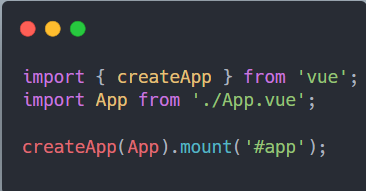 import { createApp } from 'vue';
import App from './App.vue';
createApp(App).mount('#app');